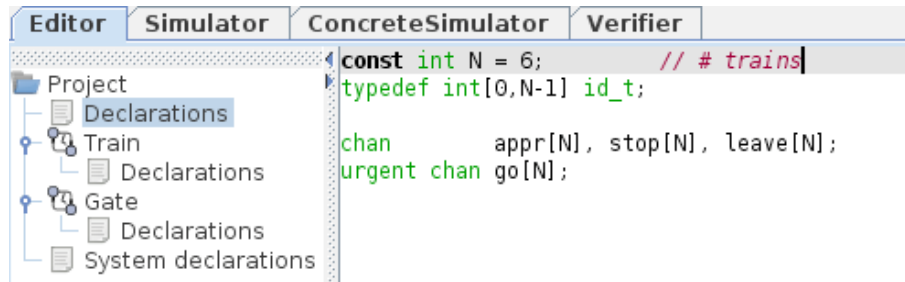 Editor Simulator ConcreteSimulator Verifier
Project
Declarations
Train
Declarations
Gate
Declarations
System declarations
const int N = 6; // # trains
typedef int[0,N-1] id_t;
chan appr[N], stop[N], leave[N];
urgent chan go[N];